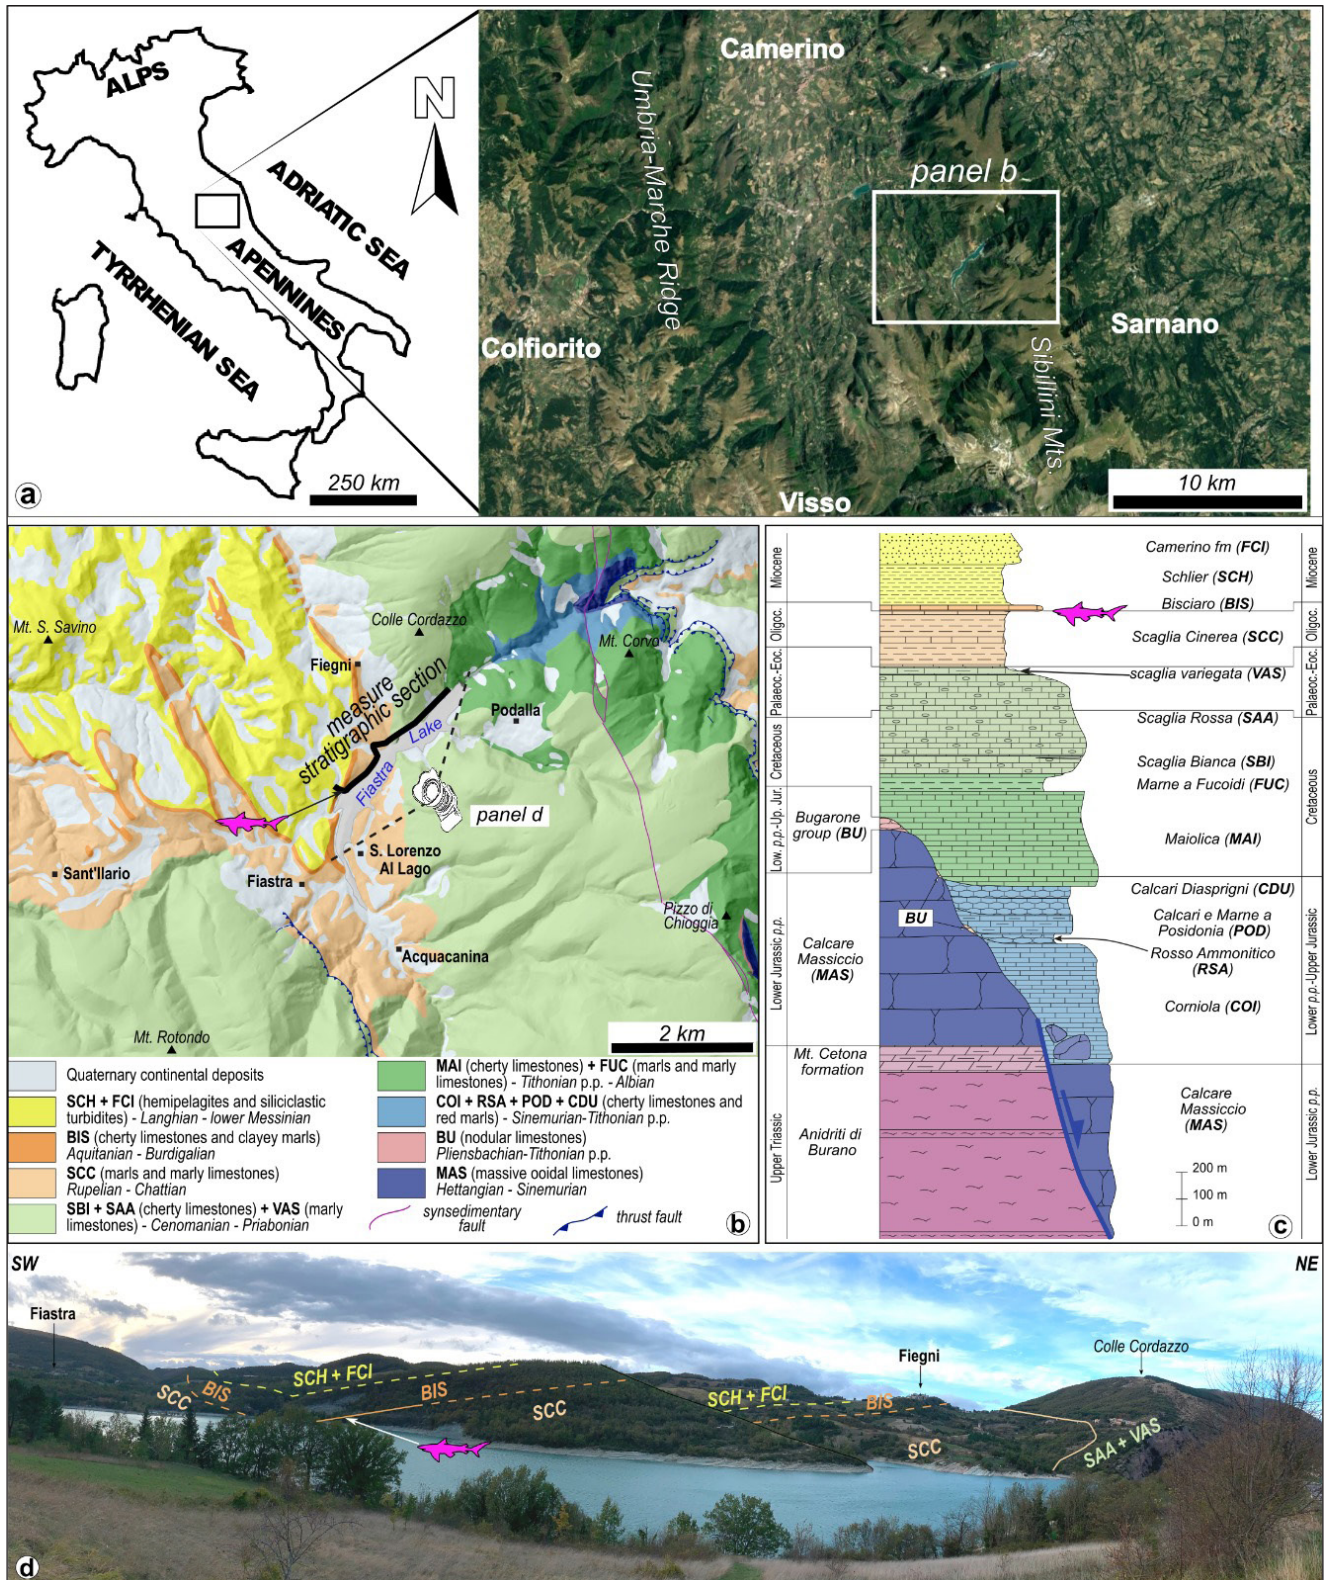 ALPS
N
ADRIATIC SEA
APENNINES
TYRRHENIAN SEA
250 km
a
Camerino
Umbria-Marche Ridge
panel b
Colfiorito
Sarnano
Sibillini Mts.
Visso
10 km
Mt. S. Savino
Colle Cordazzo
Mt. Corvo
Fiegni
measure
stratigraphic section
Podalla
Fiastra Lake
panel d
S. Lorenzo
Al Lago
Sant'Ilario
Fiastra
Pizzo di
Chioggia
Acquacanina
Mt. Rotondo
2 km
Quaternary continental deposits
SCH + FCI (hemipelagites and siliciclastic
turbidites) - Langhian - lower Messinian
BIS (cherty limestones and clayey marls)
Aquitanian - Burdigalian
SCC (marls and marly limestones)
Rupelian - Chattian
SBI + SAA (cherty limestones) + VAS (marly
limestones) - Cenomanian - Priabonian
MAI (cherty limestones) + FUC (marls and marly
limestones) - Tithonian p.p. - Albian
COI + RSA + POD + CDU (cherty limestones and
red marls) - Sinemurian-Tithonian p.p.
BU (nodular limestones)
Pliensbachian-Tithonian p.p.
MAS (massive ooidal limestones)
Hettangian - Sinemurian
synsedimentary
fault
thrust fault
b
Miocene
Oligoc.
Palaeoc.-Eoc.
Cretaceous
Low. p.p.-Up. Jur.
Lower Jurassic p.p.
Upper Triassic
Bugarone
group (BU)
Calcare
Massiccio
(MAS)
Mt. Cetona
formation
Anidriti di
Burano
BU
Camerino fm (FCI)
Schlier (SCH)
Bisciaro (BIS)
Scaglia Cinerea (SCC)
scaglia variegata (VAS)
Scaglia Rossa (SAA)
Scaglia Bianca (SBI)
Marne a Fucoidi (FUC)
Maiolica (MAI)
Calcari Diasprigni (CDU)
Calcari e Marne a
Posidonia (POD)
Rosso Ammonitico
(RSA)
Corniola (COI)
Calcare
Massiccio
(MAS)
200 m
100 m
0 m
Miocene
Oligoc.
Palaeoc.-Eoc.
Cretaceous
Lower p.p.-Upper Jurassic
Lower Jurassic p.p.
c
SW
NE
Fiastra
Fiegni
Colle Cordazzo
SCC
BIS
SCH + FCI
BIS
SCC
SCH + FCI
BIS
SCC
SAA + VAS
d